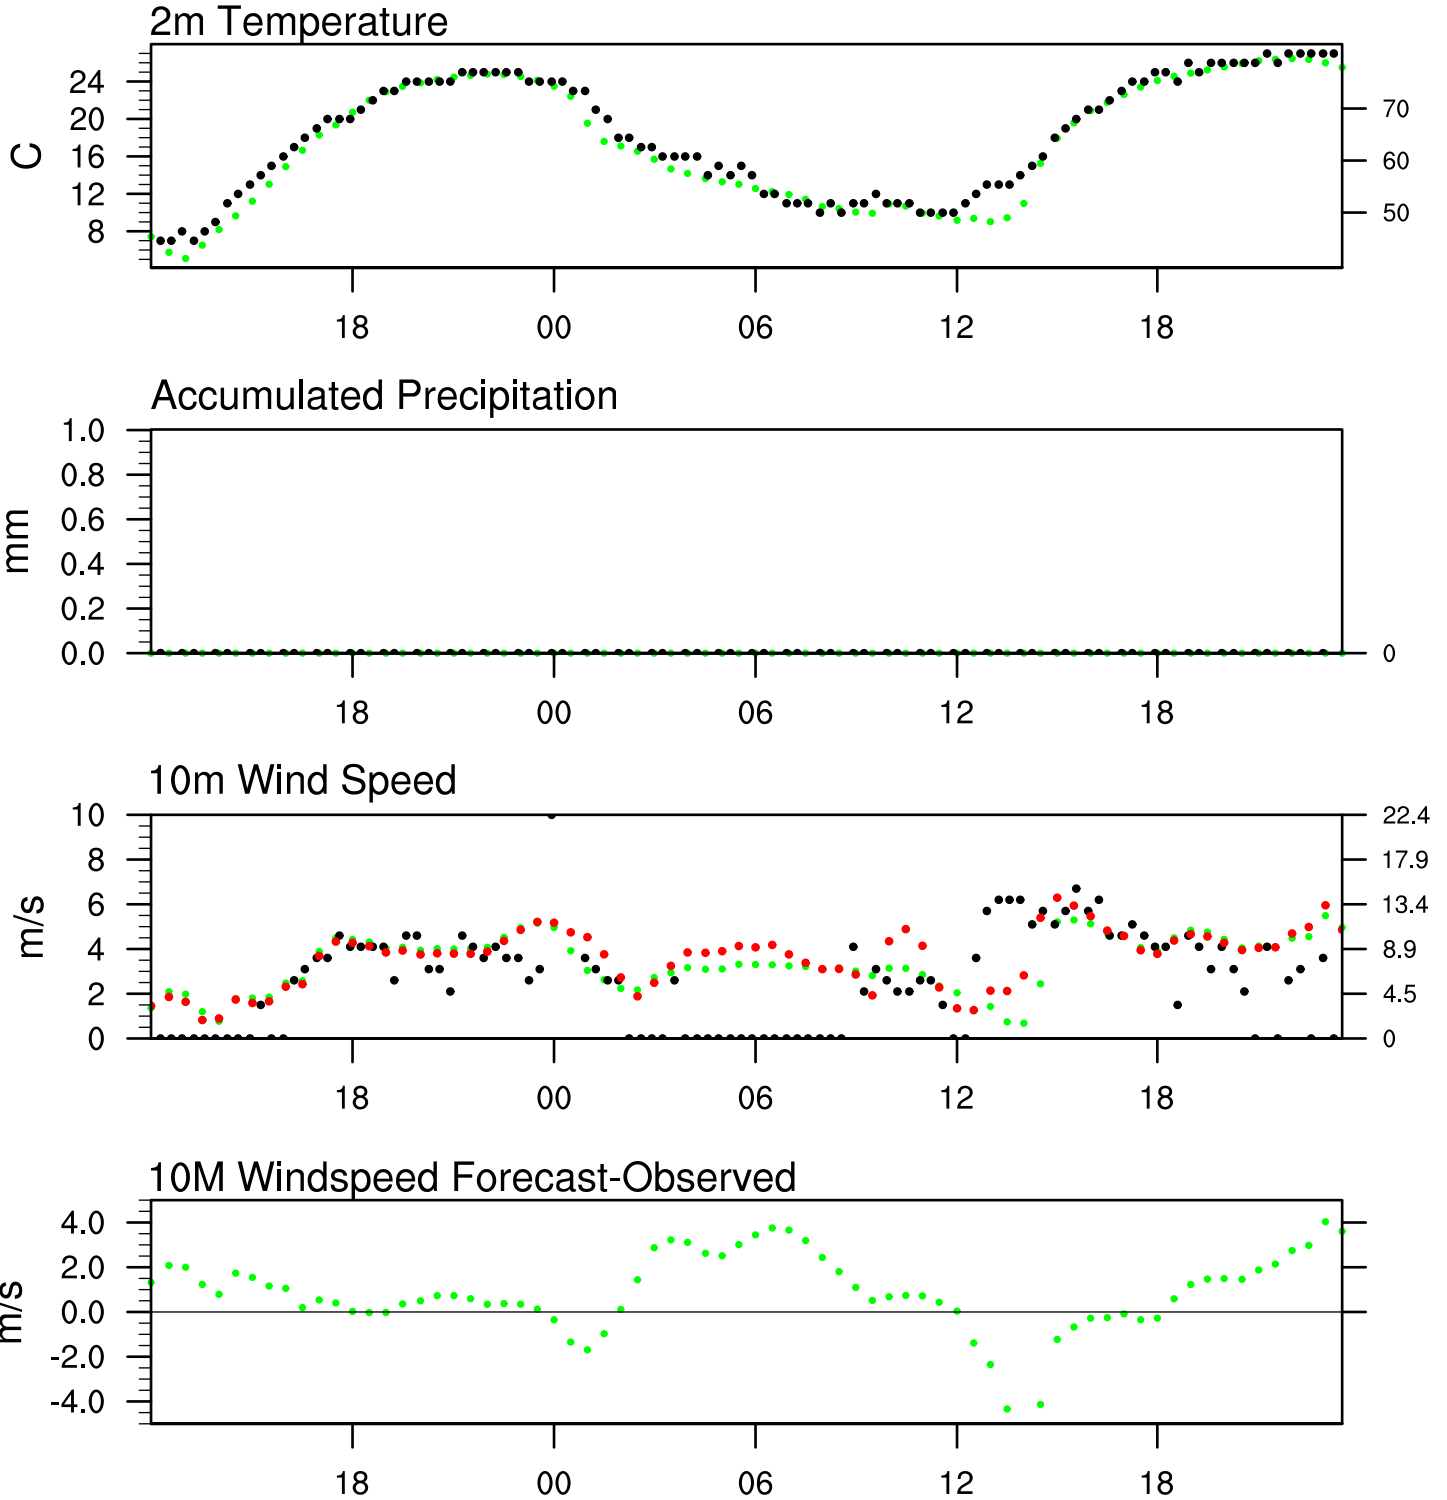 2m Temperature
C
24
20
16
12
8
70
60
50
18 00 06 12 18
Accumulated Precipitation
mm
1.0
0.8
0.6
0.4
0.2
0.0
0
18 00 06 12 18
10m Wind Speed
m/s
10
8
6
4
2
0
22.4
17.9
13.4
8.9
4.5
0
18 00 06 12 18
10M Windspeed Forecast-Observed
m/s
4.0
2.0
0.0
-2.0
-4.0
18 00 06 12 18